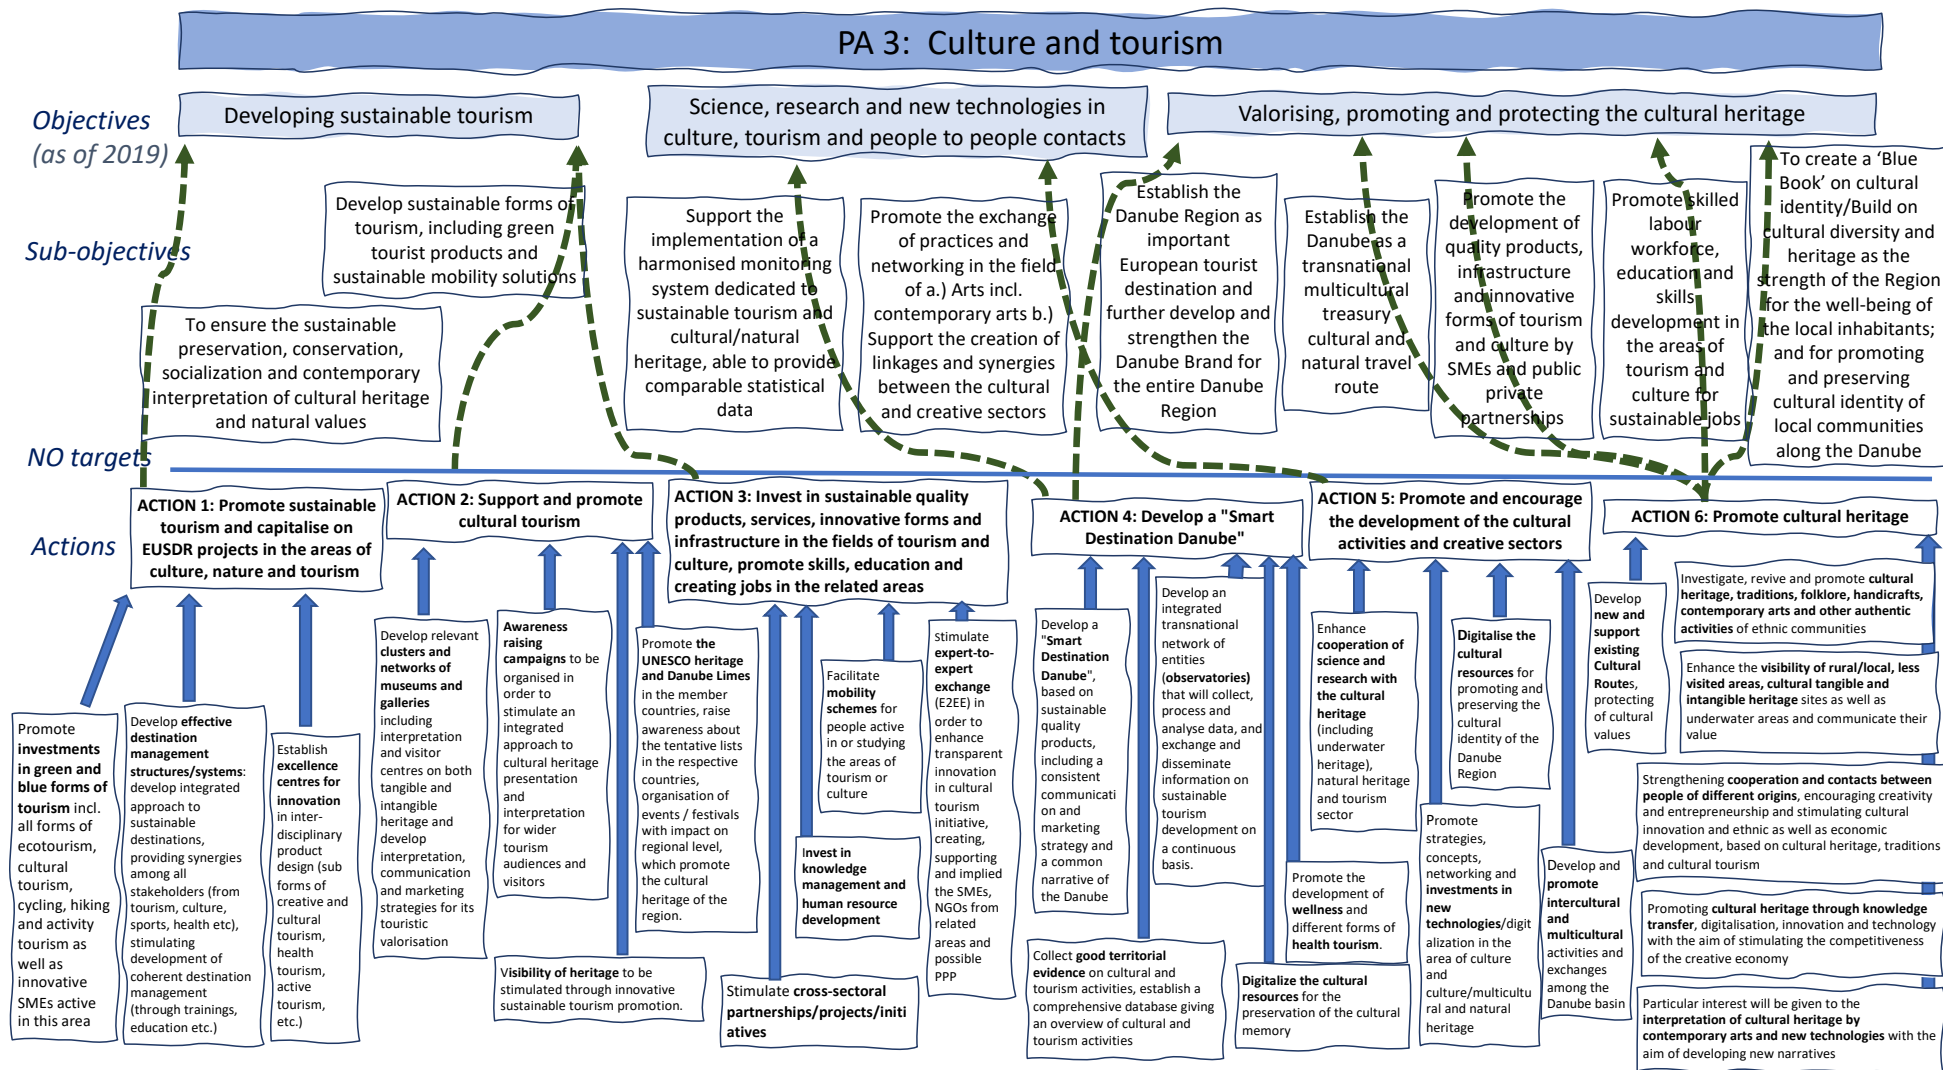 PA 3: Culture and tourism
Objectives
(as of 2019)
Developing sustainable tourism
Science, research and new technologies in
culture, tourism and people to people contacts
Valorising, promoting and protecting the cultural heritage
Sub-objectives
To ensure the sustainable
preservation, conservation,
socialization and contemporary
interpretation of cultural heritage
and natural values
Develop sustainable forms of
tourism, including green
tourist products and
sustainable mobility solutions
Support the
implementation of a
harmonised monitoring
system dedicated to
sustainable tourism and
cultural/natural
heritage, able to provide
comparable statistical
data
Promote the exchange
of practices and
networking in the field
of a.) Arts incl.
contemporary arts b.)
Support the creation of
linkages and synergies
between the cultural
and creative sectors
Establish the
Danube Region as
important
European tourist
destination and
further develop and
strengthen the
Danube Brand for
the entire Danube
Region
Establish the
Danube as a
transnational
multicultural
treasury
cultural and
natural travel
route
Promote the
development of
quality products,
infrastructure
and innovative
forms of tourism
and culture by
SMEs and public
private
partnerships
Promote skilled
labour
workforce,
education and
skills
development in
the areas of
tourism and
culture for
sustainable jobs
To create a ‘Blue
Book’ on cultural
identity/Build on
cultural diversity and
heritage as the
strength of the Region
for the well-being of
the local inhabitants;
and for promoting
and preserving
cultural identity of
local communities
along the Danube
NO targets
Actions
ACTION 1: Promote sustainable
tourism and capitalise on
EUSDR projects in the areas of
culture, nature and tourism
ACTION 2: Support and promote
cultural tourism
ACTION 3: Invest in sustainable quality
products, services, innovative forms and
infrastructure in the fields of tourism and
culture, promote skills, education and
creating jobs in the related areas
ACTION 4: Develop a "Smart
Destination Danube"
ACTION 5: Promote and encourage
the development of the cultural
activities and creative sectors
ACTION 6: Promote cultural heritage
Promote
investments
in green and
blue forms of
tourism incl.
all forms of
ecotourism,
cultural
tourism,
cycling, hiking
and activity
tourism as
well as
innovative
SMEs active
in this area
Develop effective
destination
management
structures/systems:
develop integrated
approach to
sustainable
destinations,
providing synergies
among all
stakeholders (from
tourism, culture,
sports, health etc),
stimulating
development of
coherent destination
management
(through trainings,
education etc.)
Establish
excellence
centres for
innovation
in inter-
disciplinary
product
design (sub
forms of
creative and
cultural
tourism,
health
tourism,
active
tourism,
etc.)
Develop relevant
clusters and
networks of
museums and
galleries
including
interpretation
and visitor
centres on both
tangible and
intangible
heritage and
develop
interpretation,
communication
and marketing
strategies for its
touristic
valorisation
Awareness
raising
campaigns to be
organised in
order to
stimulate an
integrated
approach to
cultural heritage
presentation
and
interpretation
for wider
tourism
audiences and
visitors
Visibility of heritage to be
stimulated through innovative
sustainable tourism promotion.
Promote the
UNESCO heritage
and Danube Limes
in the member
countries, raise
awareness about
the tentative lists
in the respective
countries,
organisation of
events / festivals
with impact on
regional level,
which promote
the cultural
heritage of the
region.
Stimulate cross-sectoral
partnerships/projects/initi
atives
Invest in
knowledge
management and
human resource
development
Facilitate
mobility
schemes for
people active
in or studying
the areas of
tourism or
culture
Stimulate
expert-to-
expert
exchange
(E2EE) in
order to
enhance
transparent
innovation
in cultural
tourism
initiative,
creating,
supporting
and implied
the SMEs,
NGOs from
related
areas and
possible
PPP
Develop a
"Smart
Destination
Danube",
based on
sustainable
quality
products,
including a
consistent
communicati
on and
marketing
strategy and
a common
narrative of
the Danube
Collect good territorial
evidence on cultural and
tourism activities, establish a
comprehensive database giving
an overview of cultural and
tourism activities
Develop an
integrated
transnational
network of
entities
(observatories)
that will collect,
process and
analyse data, and
exchange and
disseminate
information on
sustainable
tourism
development on
a continuous
basis.
Digitalize the cultural
resources for the
preservation of the cultural
memory
Promote the
development of
wellness and
different forms of
health tourism.
Enhance
cooperation of
science and
research with
the cultural
heritage
(including
underwater
heritage),
natural heritage
and tourism
sector
Promote
strategies,
concepts,
networking and
investments in
new
technologies/digit
alization in the
area of culture
and
culture/multicultu
ral and natural
heritage
Digitalise the
cultural
resources for
promoting and
preserving the
cultural
identity of the
Danube
Region
Develop and
promote
intercultural
and
multicultural
activities and
exchanges
among the
Danube basin
Develop
new and
support
existing
Cultural
Routes,
protecting
of cultural
values
Investigate, revive and promote cultural
heritage, traditions, folklore, handicrafts,
contemporary arts and other authentic
activities of ethnic communities
Enhance the visibility of rural/local, less
visited areas, cultural tangible and
intangible heritage sites as well as
underwater areas and communicate their
value
Strengthening cooperation and contacts between
people of different origins, encouraging creativity
and entrepreneurship and stimulating cultural
innovation and ethnic as well as economic
development, based on cultural heritage, traditions
and cultural tourism
Promoting cultural heritage through knowledge
transfer, digitalisation, innovation and technology
with the aim of stimulating the competitiveness
of the creative economy
Particular interest will be given to the
interpretation of cultural heritage by
contemporary arts and new technologies with the
aim of developing new narratives